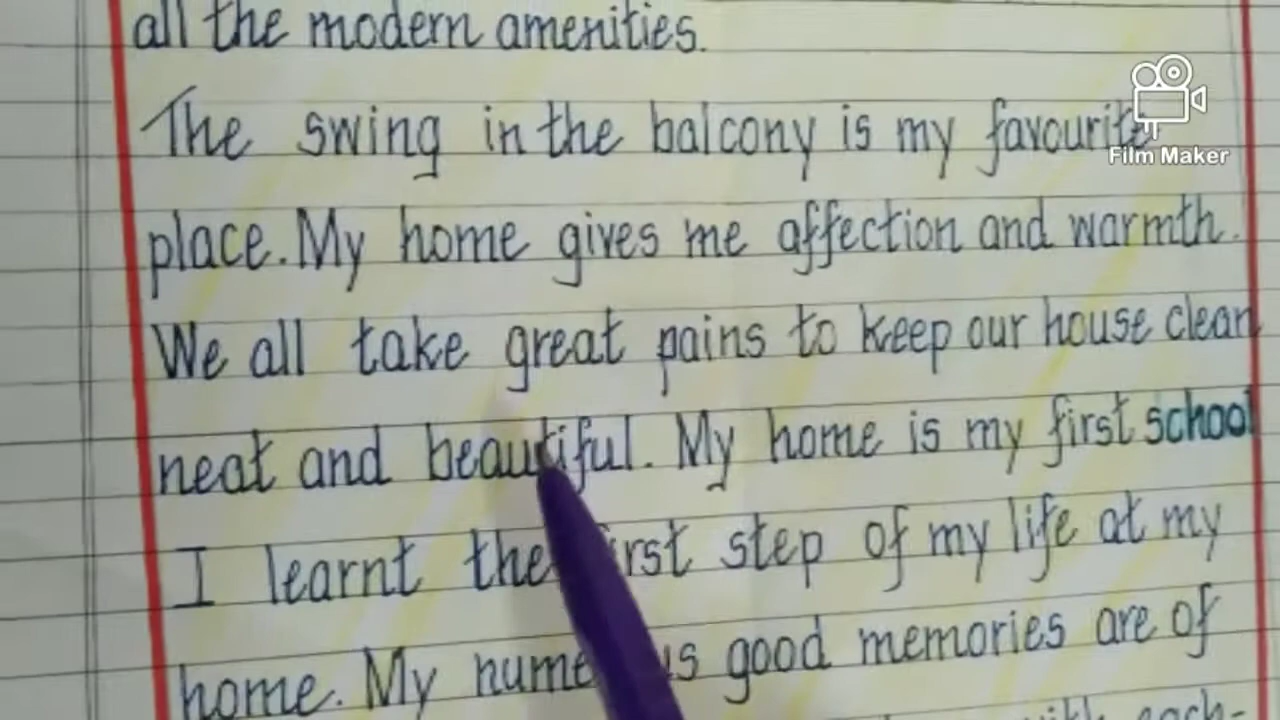 all the modern amenities.
The swing in the balcony is my favourite
Film Maker
place. My home gives me affection and warmth.
We all take great pains to keep our house clean
neat and beautiful. My home is my first school
I learnt the first step of my life at my
home. My good memories are of
with each-